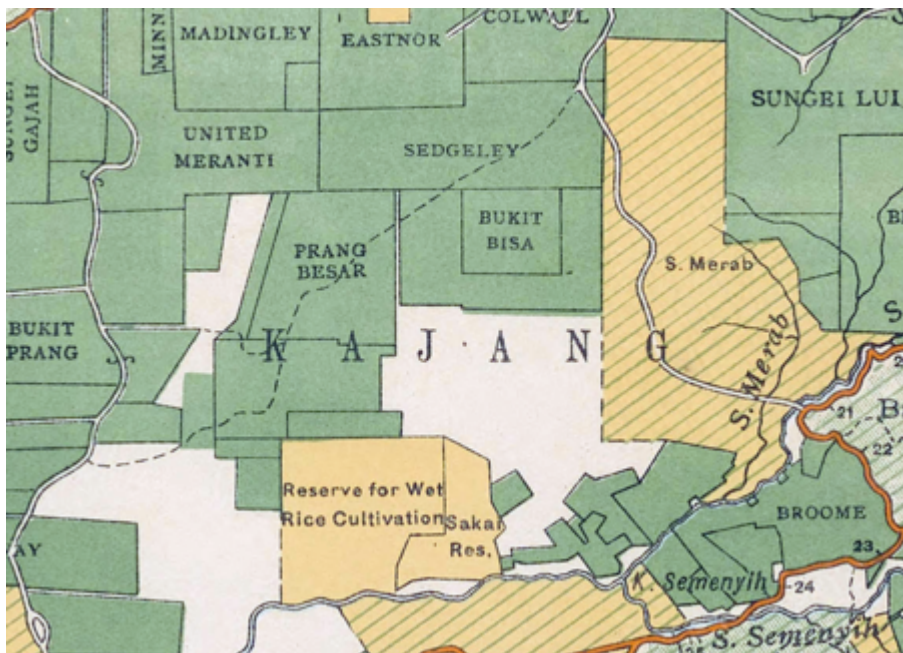 COLWALL
MINN
MADINGLEY
EASTNOR
SUNGEI LUI
GAJAH
UNITED
MERANTI
SEDGELEY
BUKIT
BISA
PRANG
BESAR
S. Merab
BUKIT
PRANG
KAJANG
S. Merab
S
21
B
22
Reserve for Wet
Rice Cultivation
Sakai
Res.
BROOME
AY
23
K. Semenyih
24
S. Semenyih